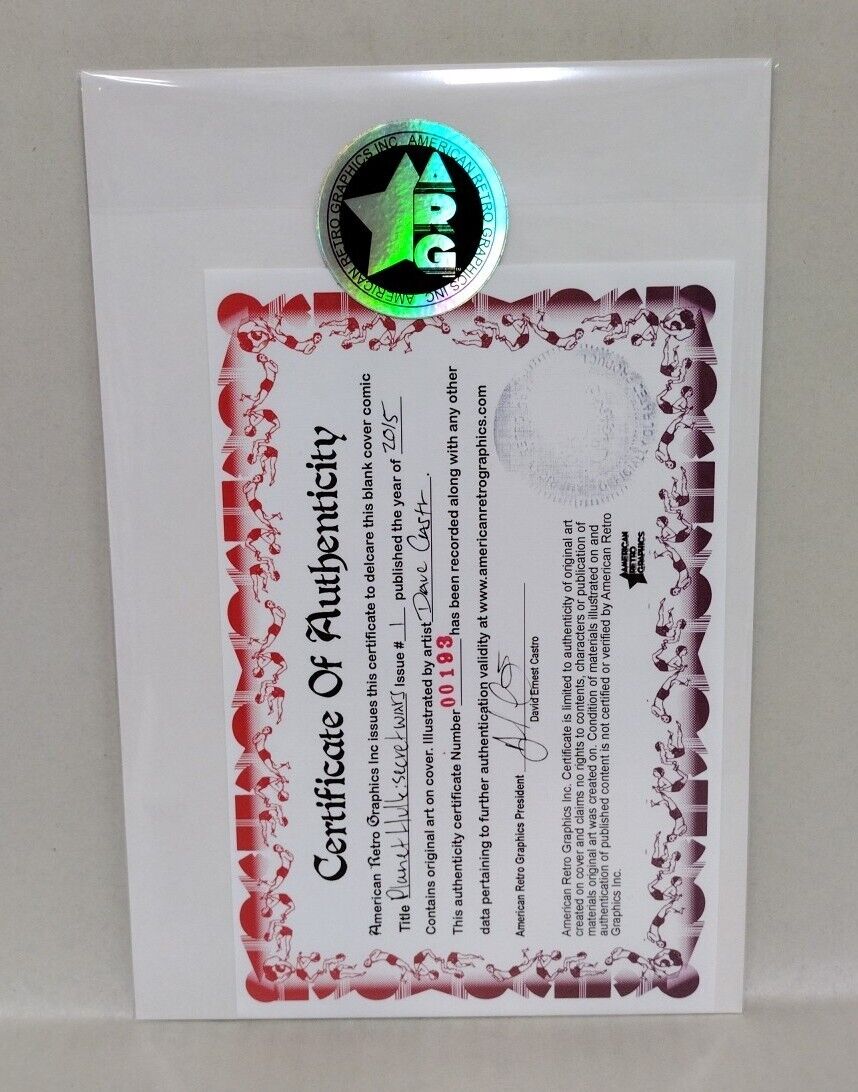 AMERICAN RETRO GRAPHICS INC. AMERICAN RETRO GRAPHICS INC.
ARG
TM
Certificate Of Authenticity
American Retro Graphics Inc issues this certificate to delcare this blank cover comic
Title Planet Hulk: Secret wars Issue # 1 published the year of 2015
Contains original art on cover. Illustrated by artist Dave Castr.
This authenticity certificate Number 00193 has been recorded along with any other
data pertaining to further authentication validity at www.americanretrographics.com
American Retro Graphics President
David Ernest Castro
American Retro Graphics Inc. Certificate is limited to authenticity of original art
created on cover and claims no rights to contents, characters or publication of
materials original art was created on. Condition of materials illustrated on and
authentication of published content is not certified or verified by American Retro
Graphics Inc.
AMERICAN
RETRO
GRAPHICS